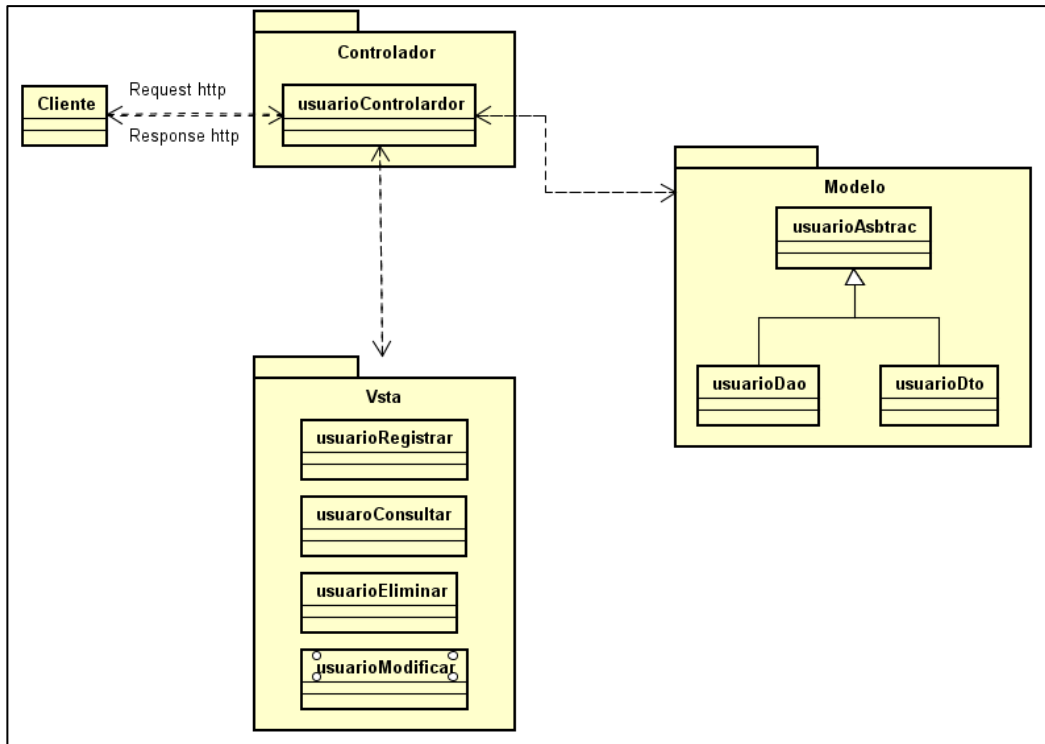 Controlador
Cliente
Request http
usuarioControlardor
Response http
Modelo
usuarioAsbtrac
usuarioDao
usuarioDto
Vsta
usuarioRegistrar
usuaroConsultar
usuarioEliminar
usuarioModificar